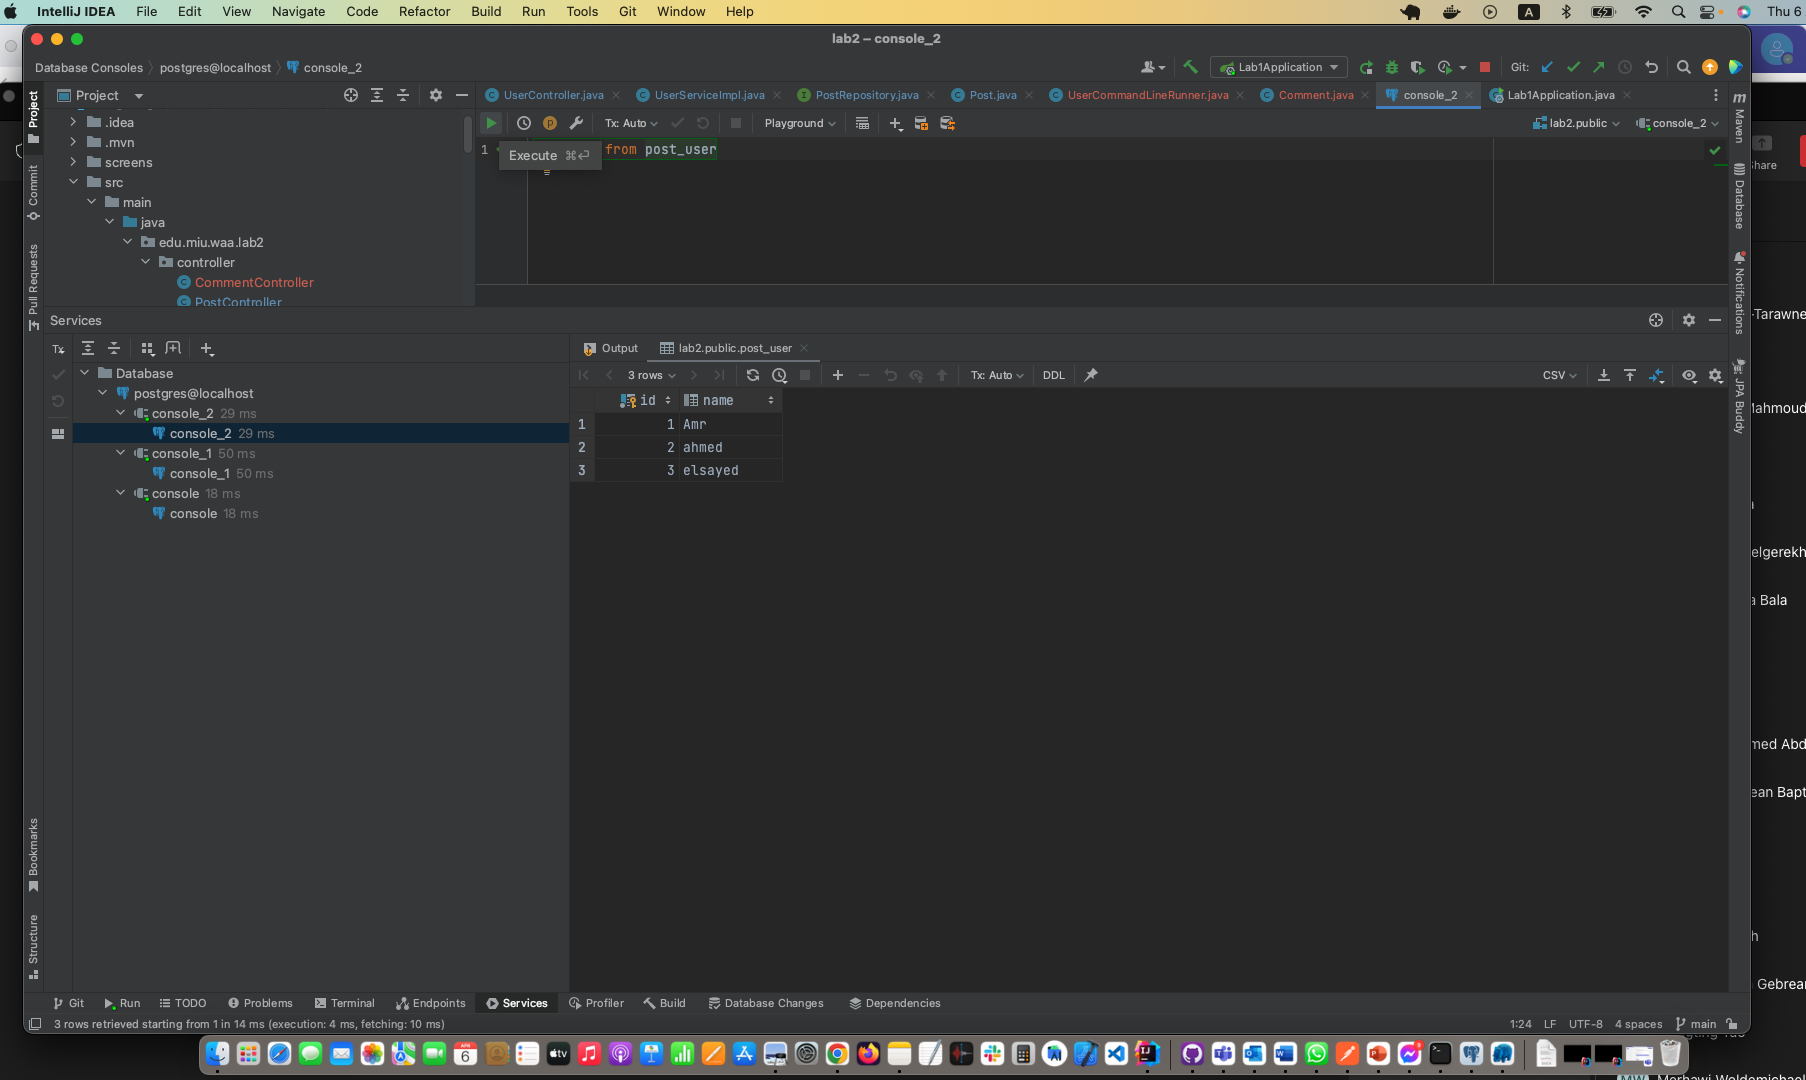 IntelliJ IDEA File Edit View Navigate Code Refactor Build Run Tools Git Window Help A Thu 6
lab2 – console_2
Database Consoles postgres@localhost console_2 Lab1Application Git:
Project UserController.java UserServiceImpl.java PostRepository.java Post.java UserCommandLineRunner.java Comment.java console_2 Lab1Application.java
Tx: Auto Playground lab2.public console_2
1 from post_user
Execute ⌘⏎
.idea
.mvn
screens
src
main
java
edu.miu.waa.lab2
controller
CommentController
PostController
Project
Commit
Pull Requests
Bookmarks
Structure
Maven
Database
Notifications
JPA Buddy
Services
Tx
Database
postgres@localhost
console_2 29 ms
console_2 29 ms
console_1 50 ms
console_1 50 ms
console 18 ms
console 18 ms
Output lab2.public.post_user
3 rows Tx: Auto DDL CSV
id name
1 1 Amr
2 2 ahmed
3 3 elsayed
hare
-Tarawne
elgerekh
a Bala
ned Abd
ean Bapt
h
Gebrear
Git Run TODO Problems Terminal Endpoints Services Profiler Build Database Changes Dependencies
3 rows retrieved starting from 1 in 14 ms (execution: 4 ms, fetching: 10 ms) 1:24 LF UTF-8 4 spaces main
APR
6
tv